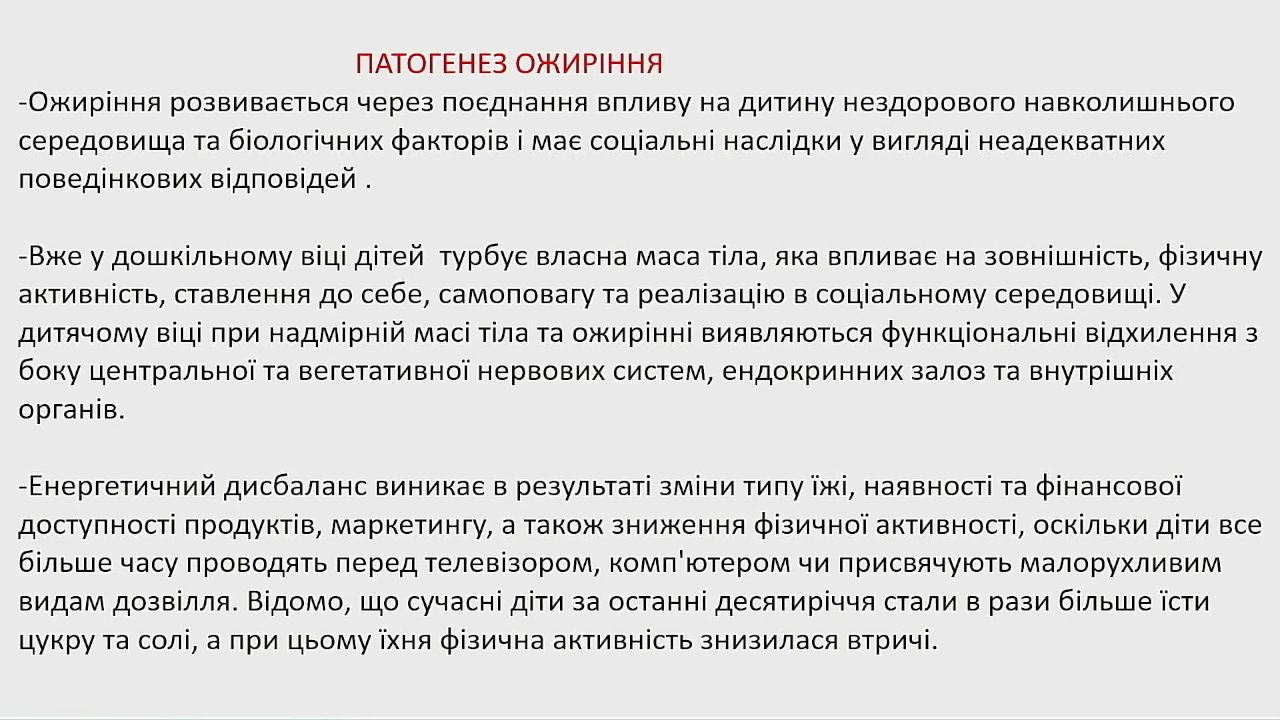 ПАТОГЕНЕЗ ОЖИРІННЯ
-Ожиріння розвивається через поєднання впливу на дитину нездорового навколишнього
середовища та біологічних факторів і має соціальні наслідки у вигляді неадекватних
поведінкових відповідей .
-Вже у дошкільному віці дітей  турбує власна маса тіла, яка впливає на зовнішність, фізичну
активність, ставлення до себе, самоповагу та реалізацію в соціальному середовищі. У
дитячому віці при надмірній масі тіла та ожирінні виявляються функціональні відхилення з
боку центральної та вегетативної нервових систем, ендокринних залоз та внутрішніх
органів.
-Енергетичний дисбаланс виникає в результаті зміни типу їжі, наявності та фінансової
доступності продуктів, маркетингу, а також зниження фізичної активності, оскільки діти все
більше часу проводять перед телевізором, комп'ютером чи присвячують малорухливим
видам дозвілля. Відомо, що сучасні діти за останні десятиріччя стали в рази більше їсти
цукру та солі, а при цьому їхня фізична активність знизилася втричі.